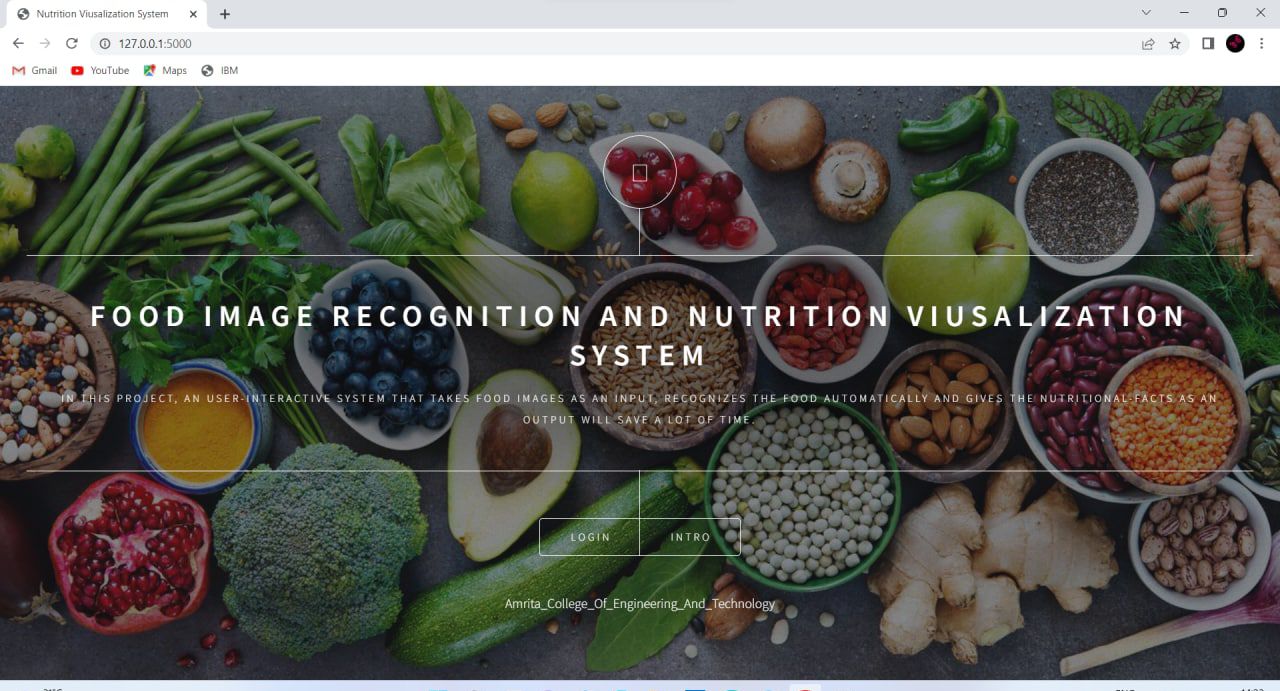 Nutrition Viusalization System
127.0.0.1:5000
Gmail YouTube Maps IBM
FOOD IMAGE RECOGNITION AND NUTRITION VIUSALIZATION
SYSTEM
IN THIS PROJECT, AN USER-INTERACTIVE SYSTEM THAT TAKES FOOD IMAGES AS AN INPUT, RECOGNIZES THE FOOD AUTOMATICALLY AND GIVES THE NUTRITIONAL-FACTS AS AN
OUTPUT WILL SAVE A LOT OF TIME.
LOGIN INTRO
Amrita_College_Of_Engineering_And_Technology